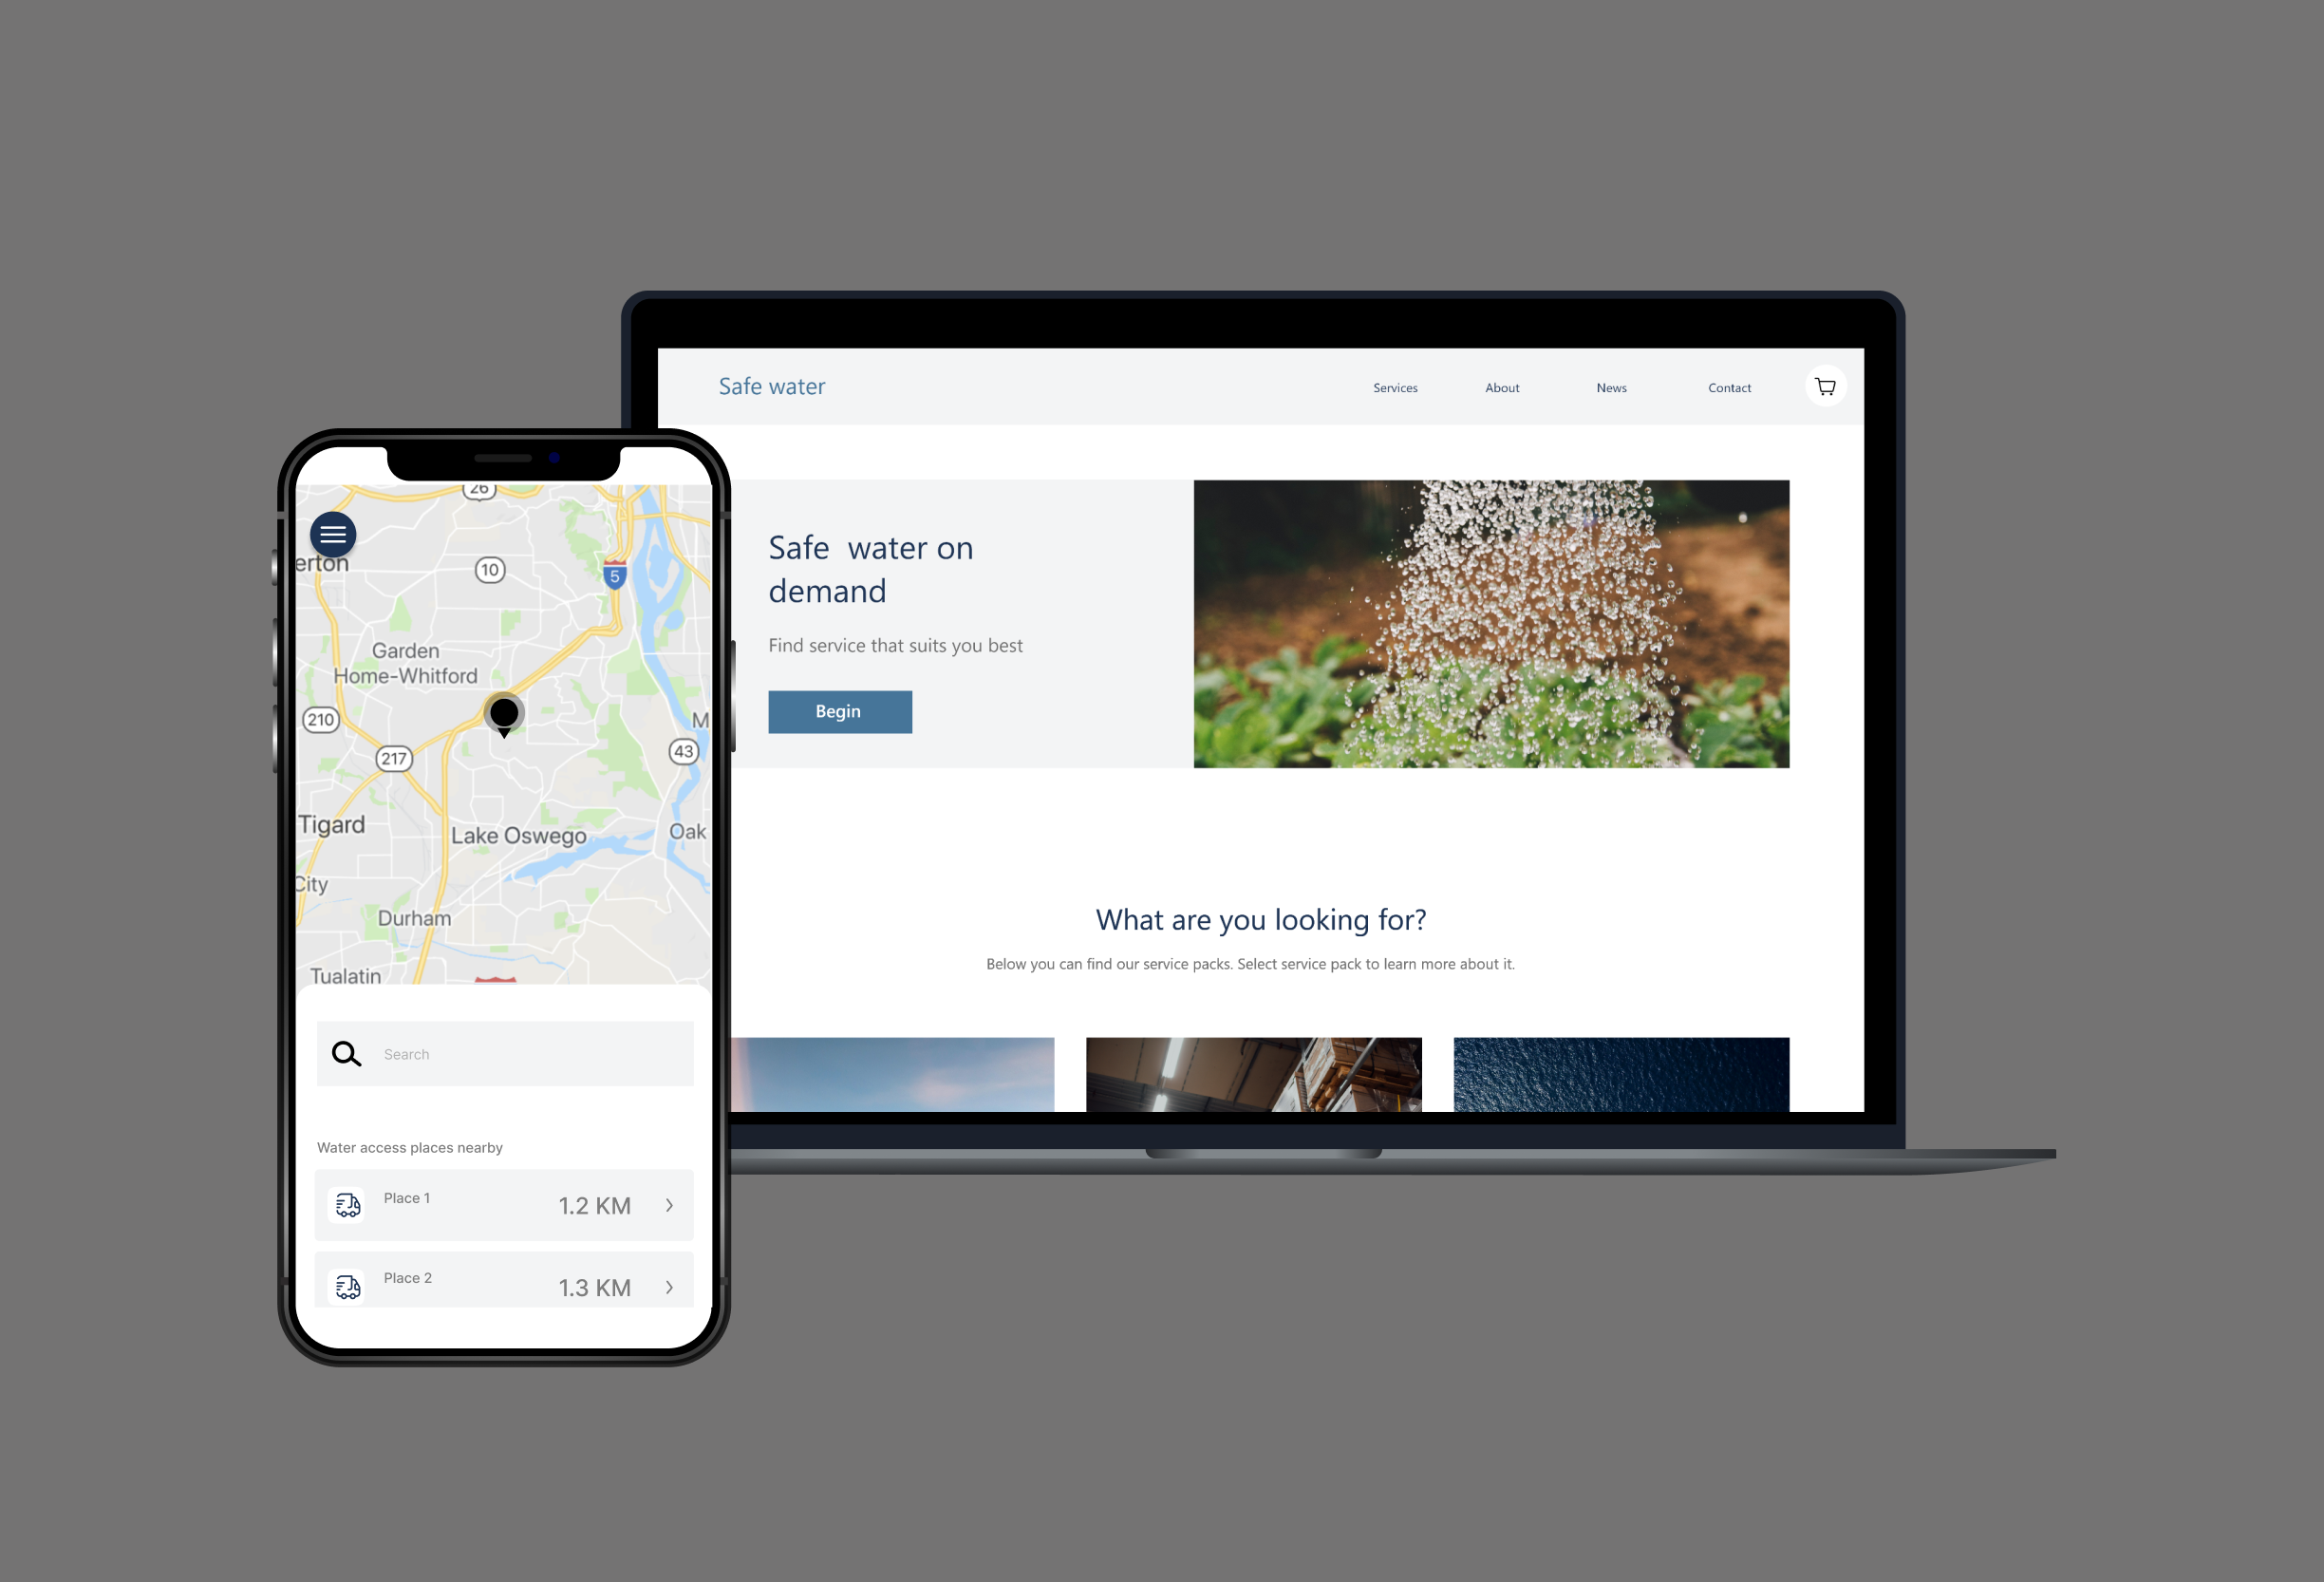 Safe water
Services
About
News
Contact
Safe  water on
demand
Find service that suits you best
Begin
What are you looking for?
Below you can find our service packs. Select service pack to learn more about it.
26
erton
10
5
Garden
Home-Whitford
210
M
217
43
Tigard
Lake Oswego
Oak
City
Durham
Tualatin
Search
Water access places nearby
Place 1
1.2 KM
Place 2
1.3 KM